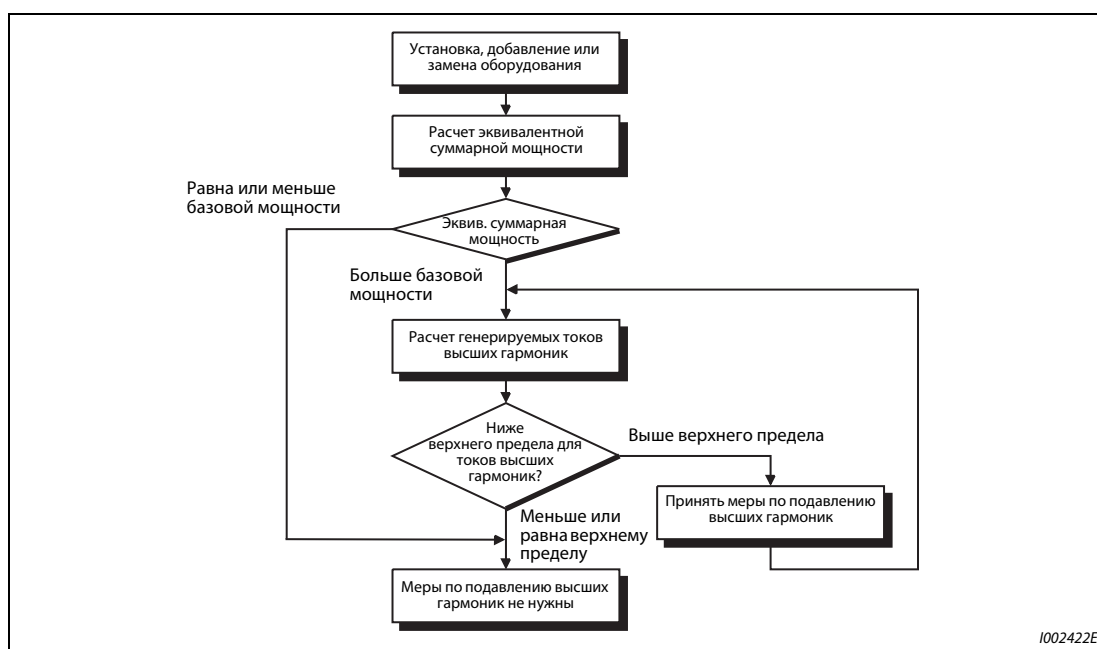 Установка, добавление или
замена оборудования
Расчет эквивалентной
суммарной мощности
Равна или меньше
базовой мощности
Эквив. суммарная
мощность
Больше базовой
мощности
Расчет генерируемых токов
высших гармоник
Ниже
верхнего предела для
токов высших
гармоник?
Выше верхнего предела
Принять меры по подавлению
высших гармоник
Меньше или
равна верхнему
пределу
Меры по подавлению высших
гармоник не нужны
I002422E